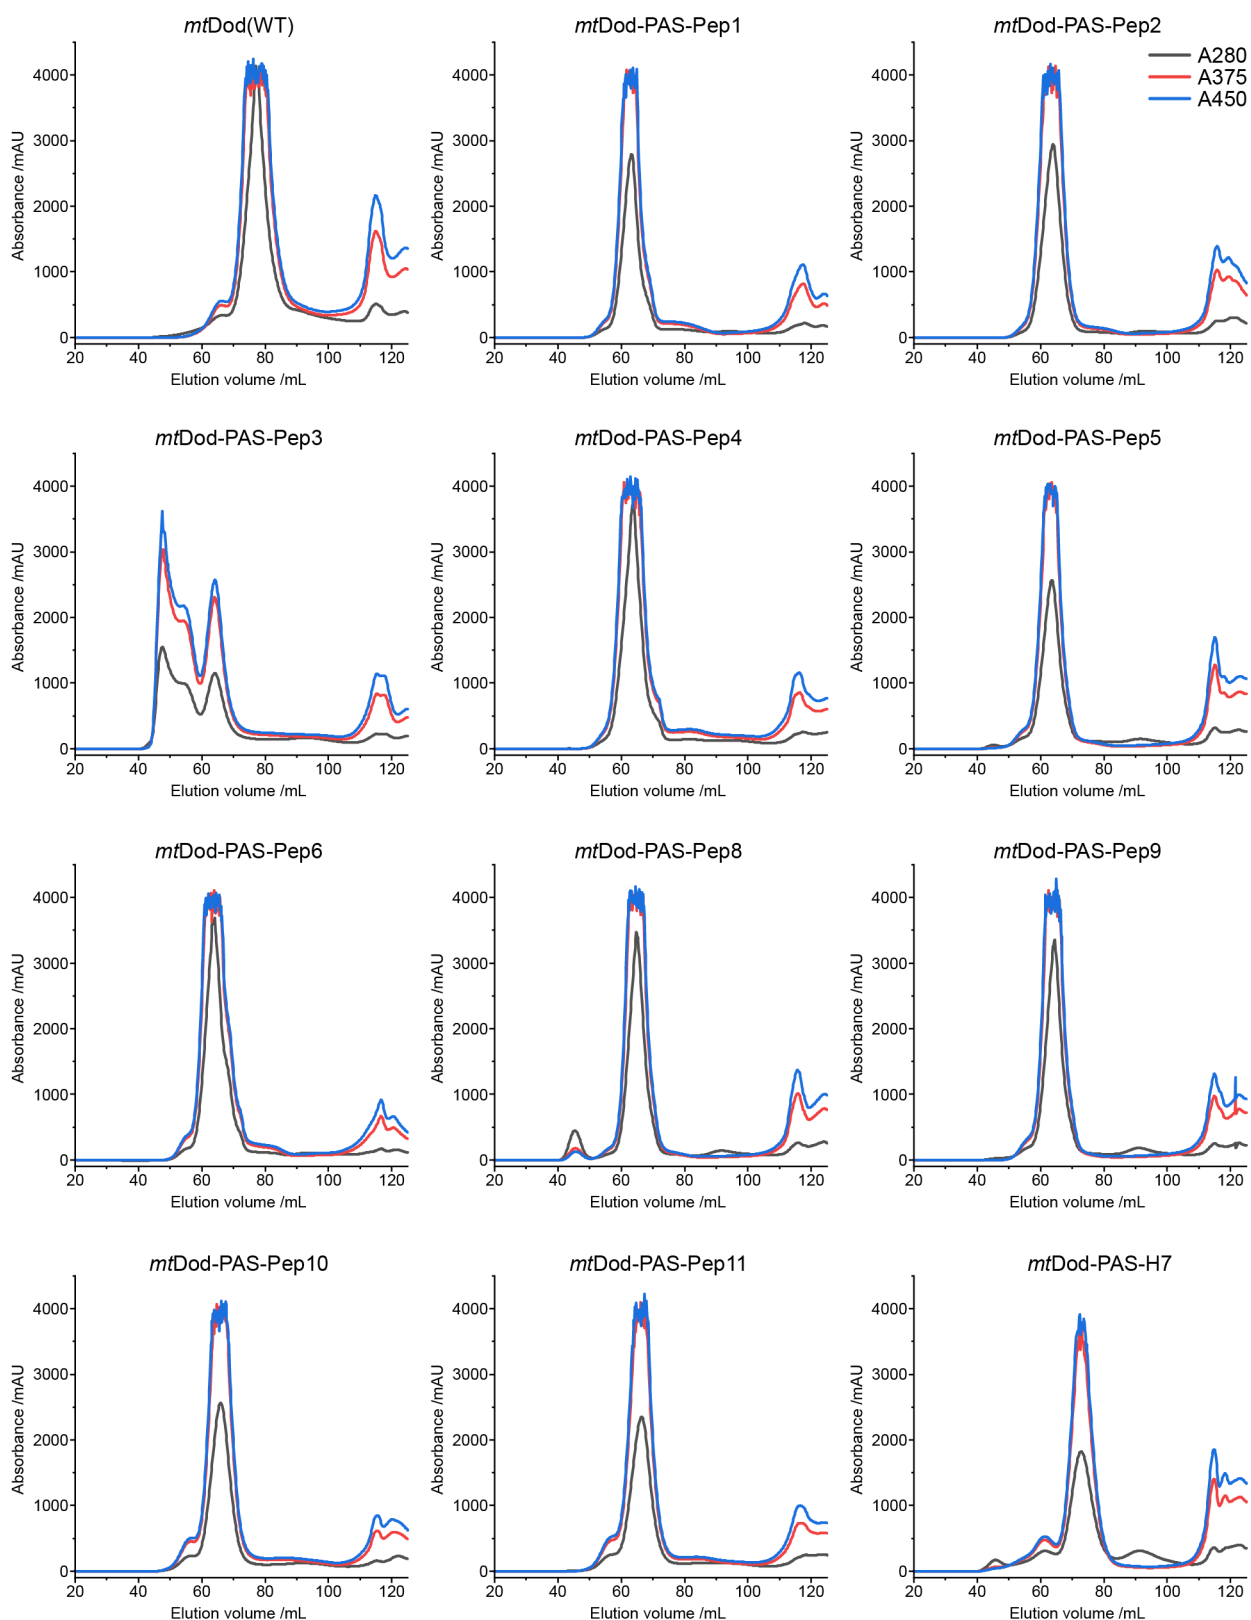 mtDod(WT)
mtDod-PAS-Pep1
mtDod-PAS-Pep2
A280
A375
A450
Absorbance /mAU
4000
3000
2000
1000
0
20 40 60 80 100 120
Elution volume /mL
Absorbance /mAU
4000
3000
2000
1000
0
20 40 60 80 100 120
Elution volume /mL
Absorbance /mAU
4000
3000
2000
1000
0
20 40 60 80 100 120
Elution volume /mL
mtDod-PAS-Pep3
mtDod-PAS-Pep4
mtDod-PAS-Pep5
Absorbance /mAU
4000
3000
2000
1000
0
20 40 60 80 100 120
Elution volume /mL
Absorbance /mAU
4000
3000
2000
1000
0
20 40 60 80 100 120
Elution volume /mL
Absorbance /mAU
4000
3000
2000
1000
0
20 40 60 80 100 120
Elution volume /mL
mtDod-PAS-Pep6
mtDod-PAS-Pep8
mtDod-PAS-Pep9
Absorbance /mAU
4000
3000
2000
1000
0
20 40 60 80 100 120
Elution volume /mL
Absorbance /mAU
4000
3000
2000
1000
0
20 40 60 80 100 120
Elution volume /mL
Absorbance /mAU
4000
3000
2000
1000
0
20 40 60 80 100 120
Elution volume /mL
mtDod-PAS-Pep10
mtDod-PAS-Pep11
mtDod-PAS-H7
Absorbance /mAU
4000
3000
2000
1000
0
20 40 60 80 100 120
Elution volume /mL
Absorbance /mAU
4000
3000
2000
1000
0
20 40 60 80 100 120
Elution volume /mL
Absorbance /mAU
4000
3000
2000
1000
0
20 40 60 80 100 120
Elution volume /mL